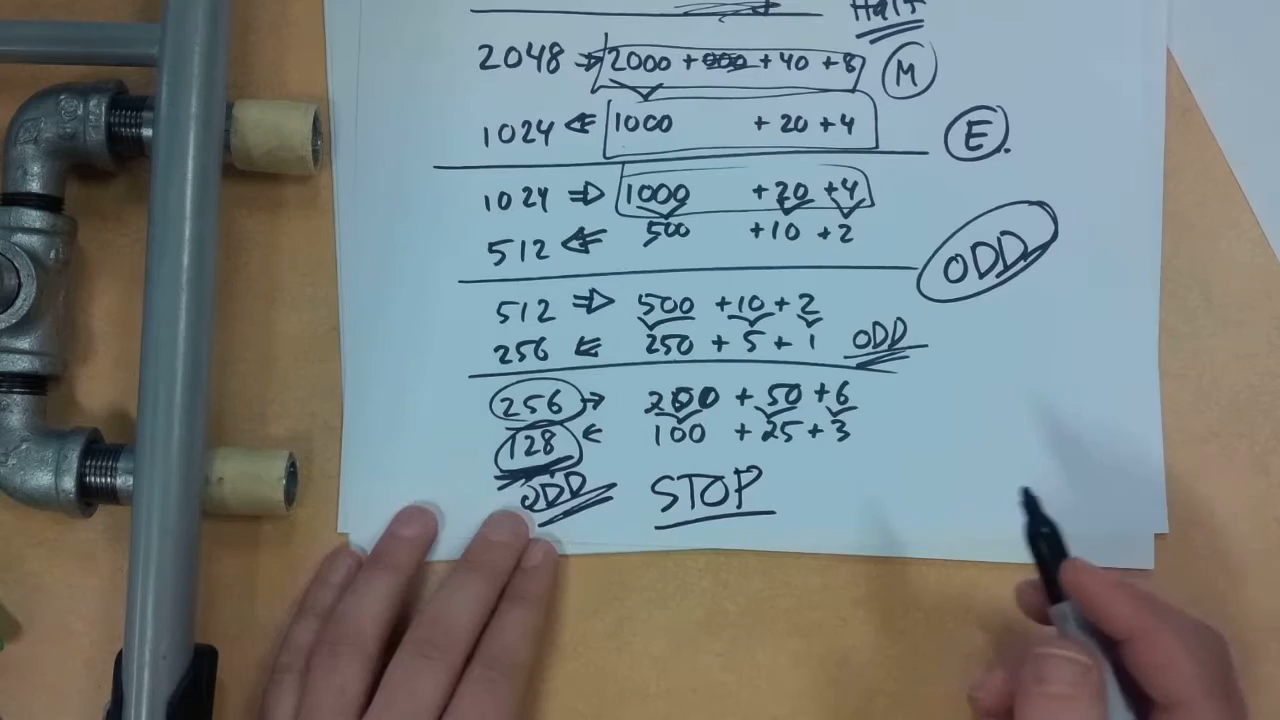 Half
2048 ⇒ 2000 + 000 + 40 + 8 M
1024 ⇐ 1000 + 20 + 4 E.
1024 ⇒ 1000 + 20 + 4
512 ⇐ 500 + 10 + 2 ODD
512 ⇒ 500 + 10 + 2
256 ⇐ 250 + 5 + 1 ODD
256 → 200 + 50 + 6
128 ← 100 + 25 + 3
ODD STOP